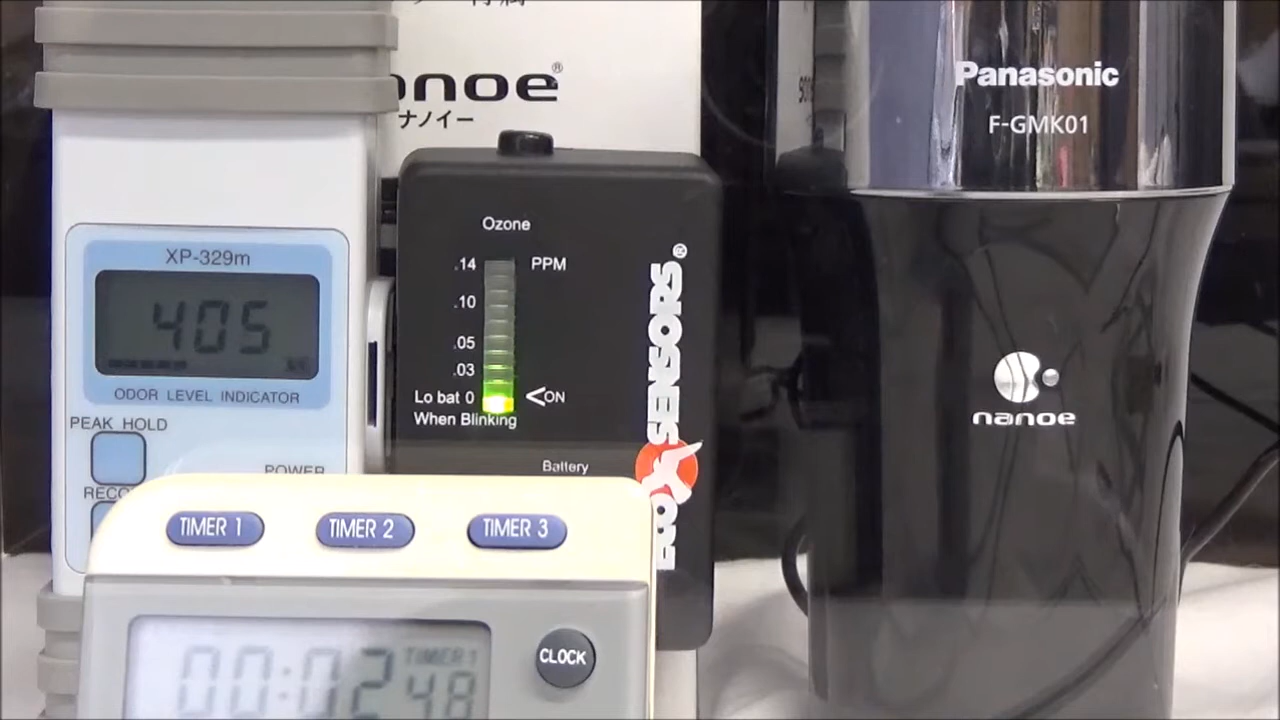 nanoe®
ナノイー
Panasonic
F-GMK01
XP-329m
405
ODOR LEVEL INDICATOR
PEAK HOLD
POWER
Ozone
.14 PPM
.10
.05
.03
Lo bat 0 <ON
When Blinking
Battery
ECO SENSORS®
nanoe
TIMER 1 TIMER 2 TIMER 3
CLOCK
TIMER 1
00:02 48